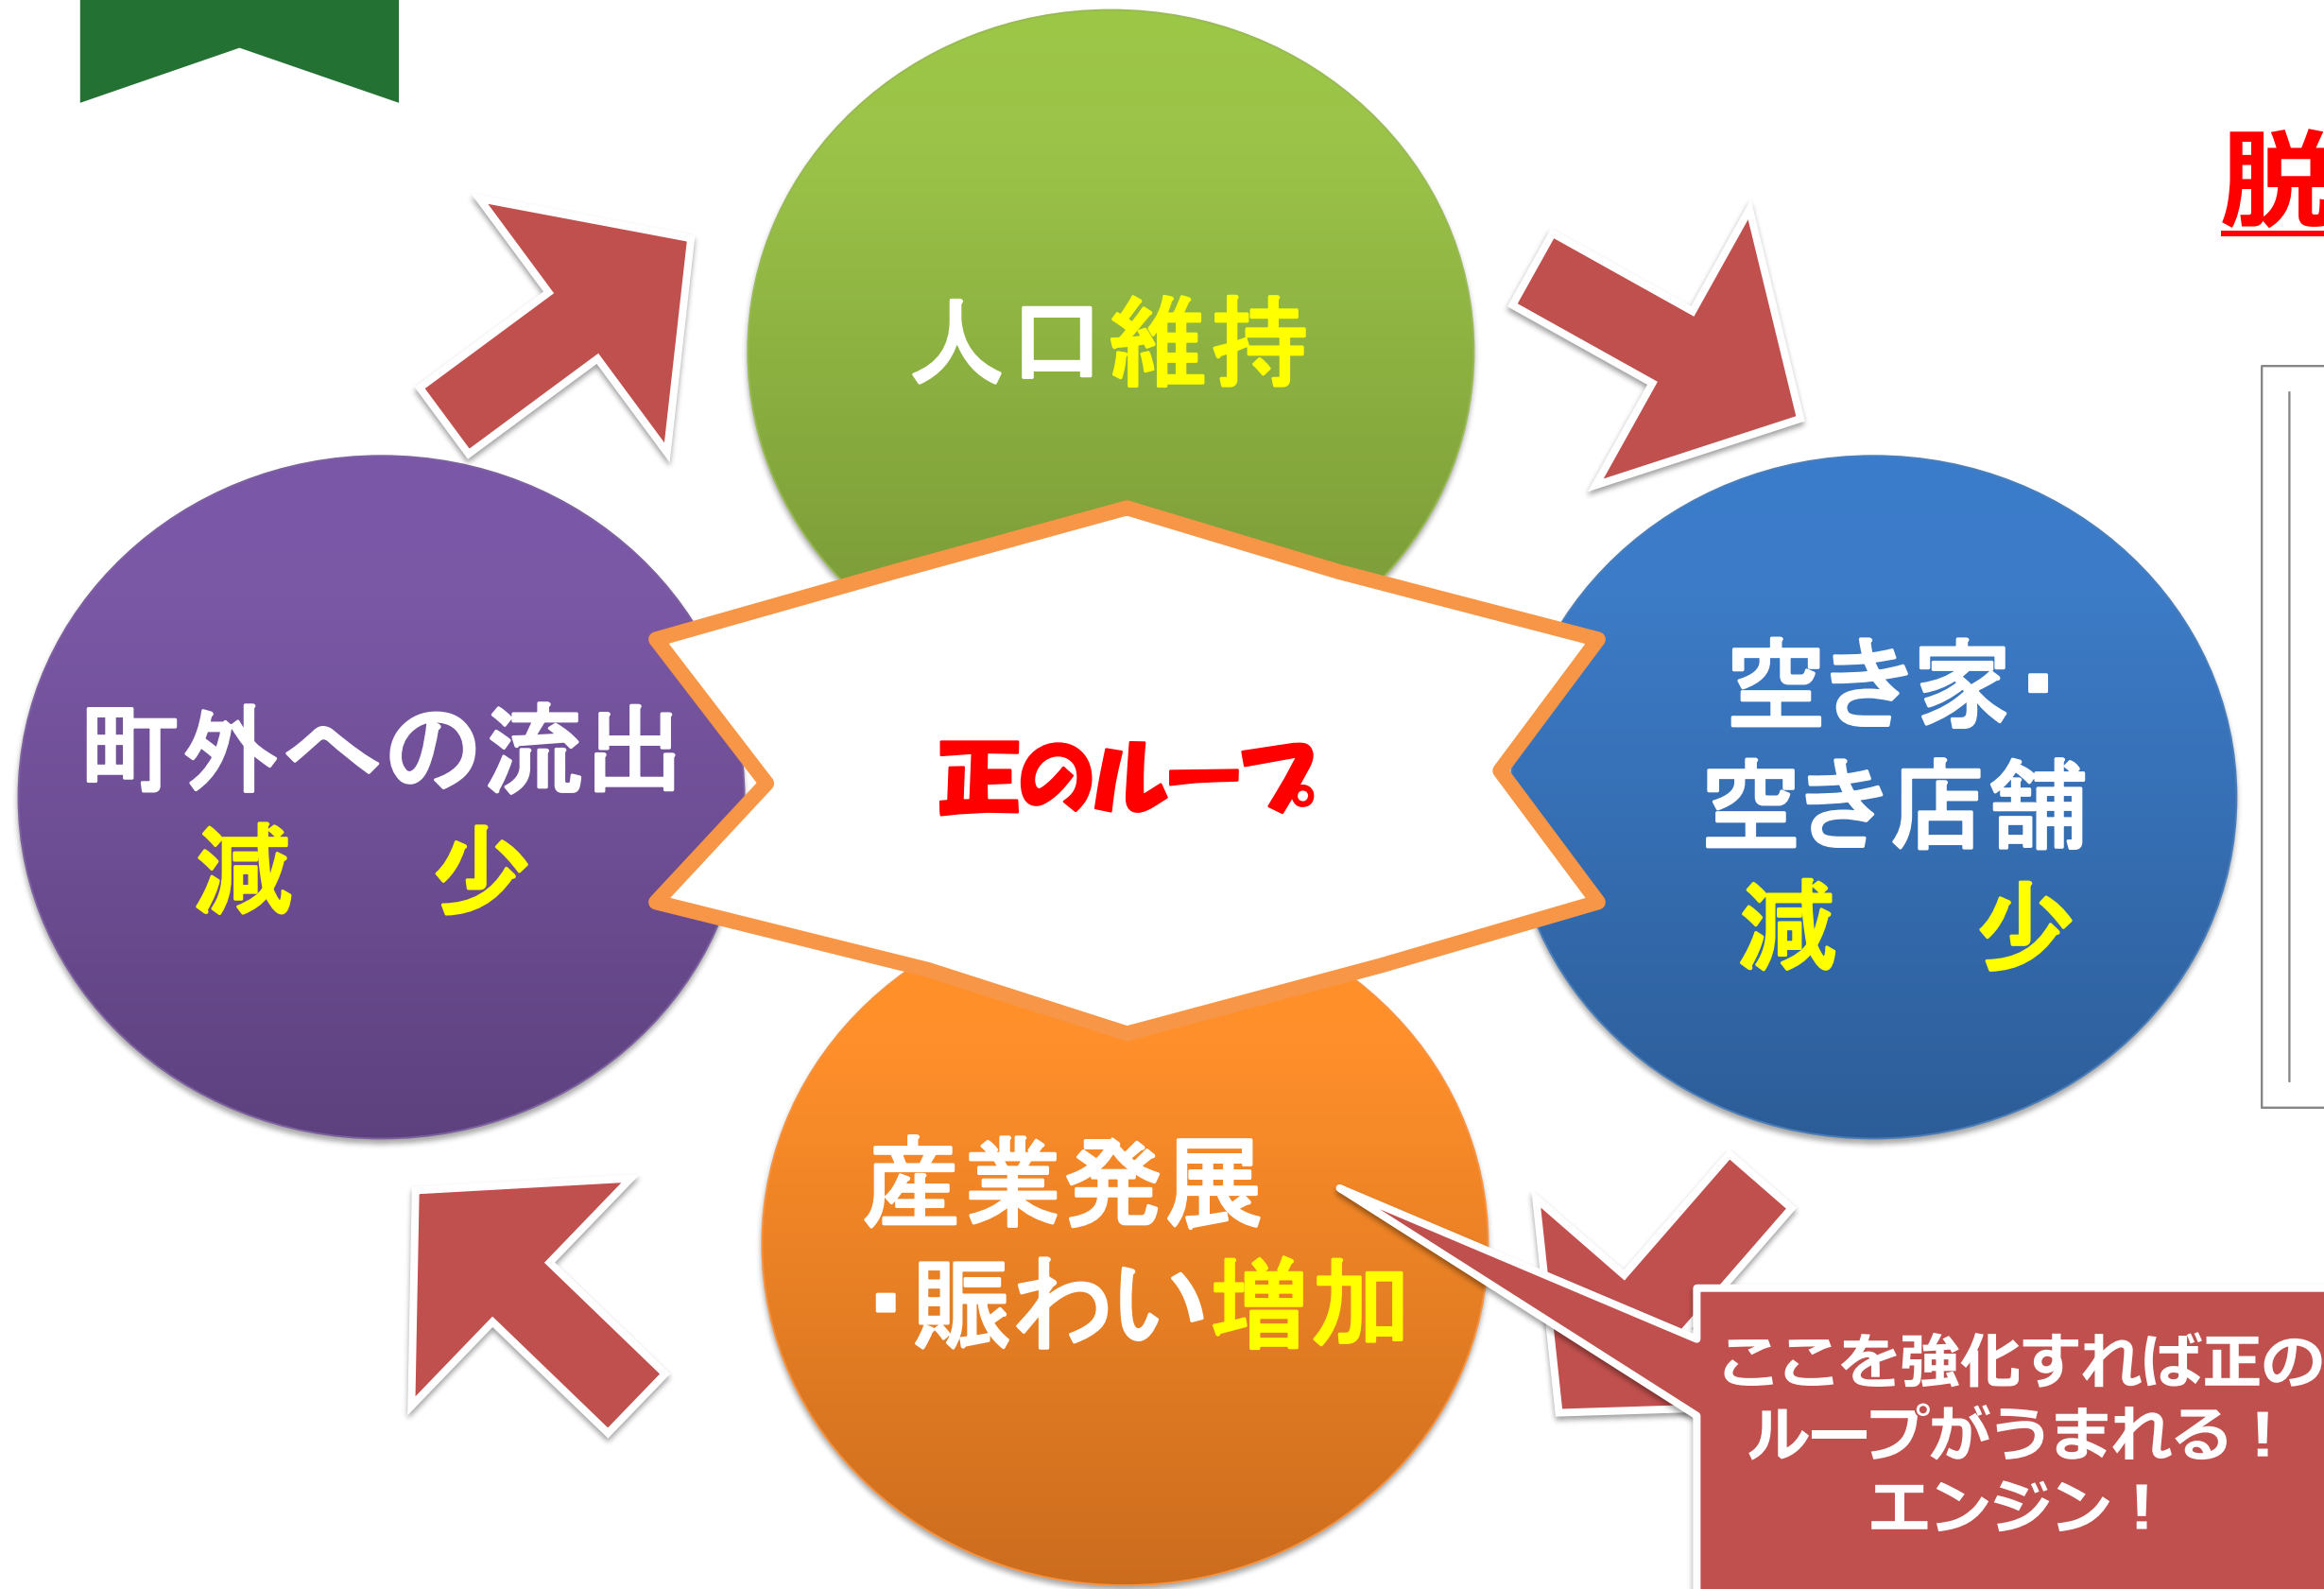 脱
人口維持
空き家・
空き店舗
減　少
町外への流出
減　少
正のループ
産業発展
・賑わい増加
ここを強化すれば正の
ループがうまれる！
エンジン！